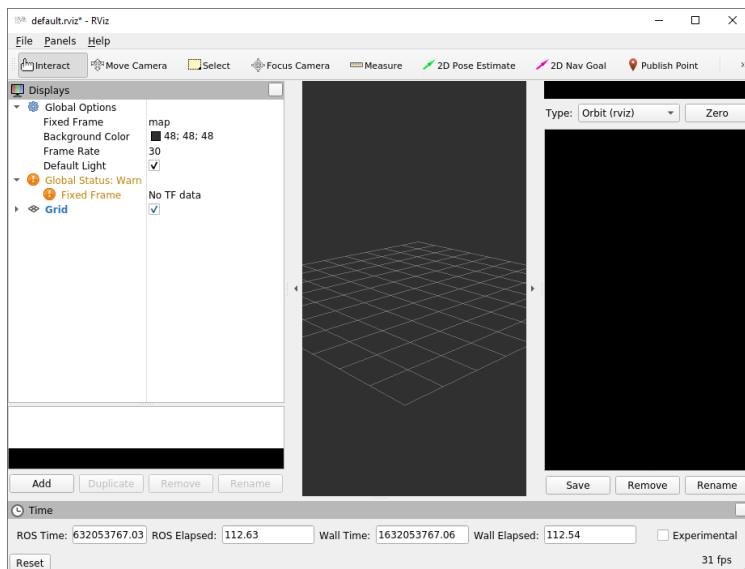 default.rviz* - RViz
File Panels Help
Interact Move Camera Select Focus Camera Measure 2D Pose Estimate 2D Nav Goal Publish Point
Displays
Global Options
Fixed Frame map
Background Color 48; 48; 48
Frame Rate 30
Default Light
Global Status: Warn
Fixed Frame No TF data
Grid
Type: Orbit (rviz) Zero
Add Duplicate Remove Rename
Save Remove Rename
Time
ROS Time: 632053767.03 ROS Elapsed: 112.63 Wall Time: 1632053767.06 Wall Elapsed: 112.54 Experimental
Reset 31 fps